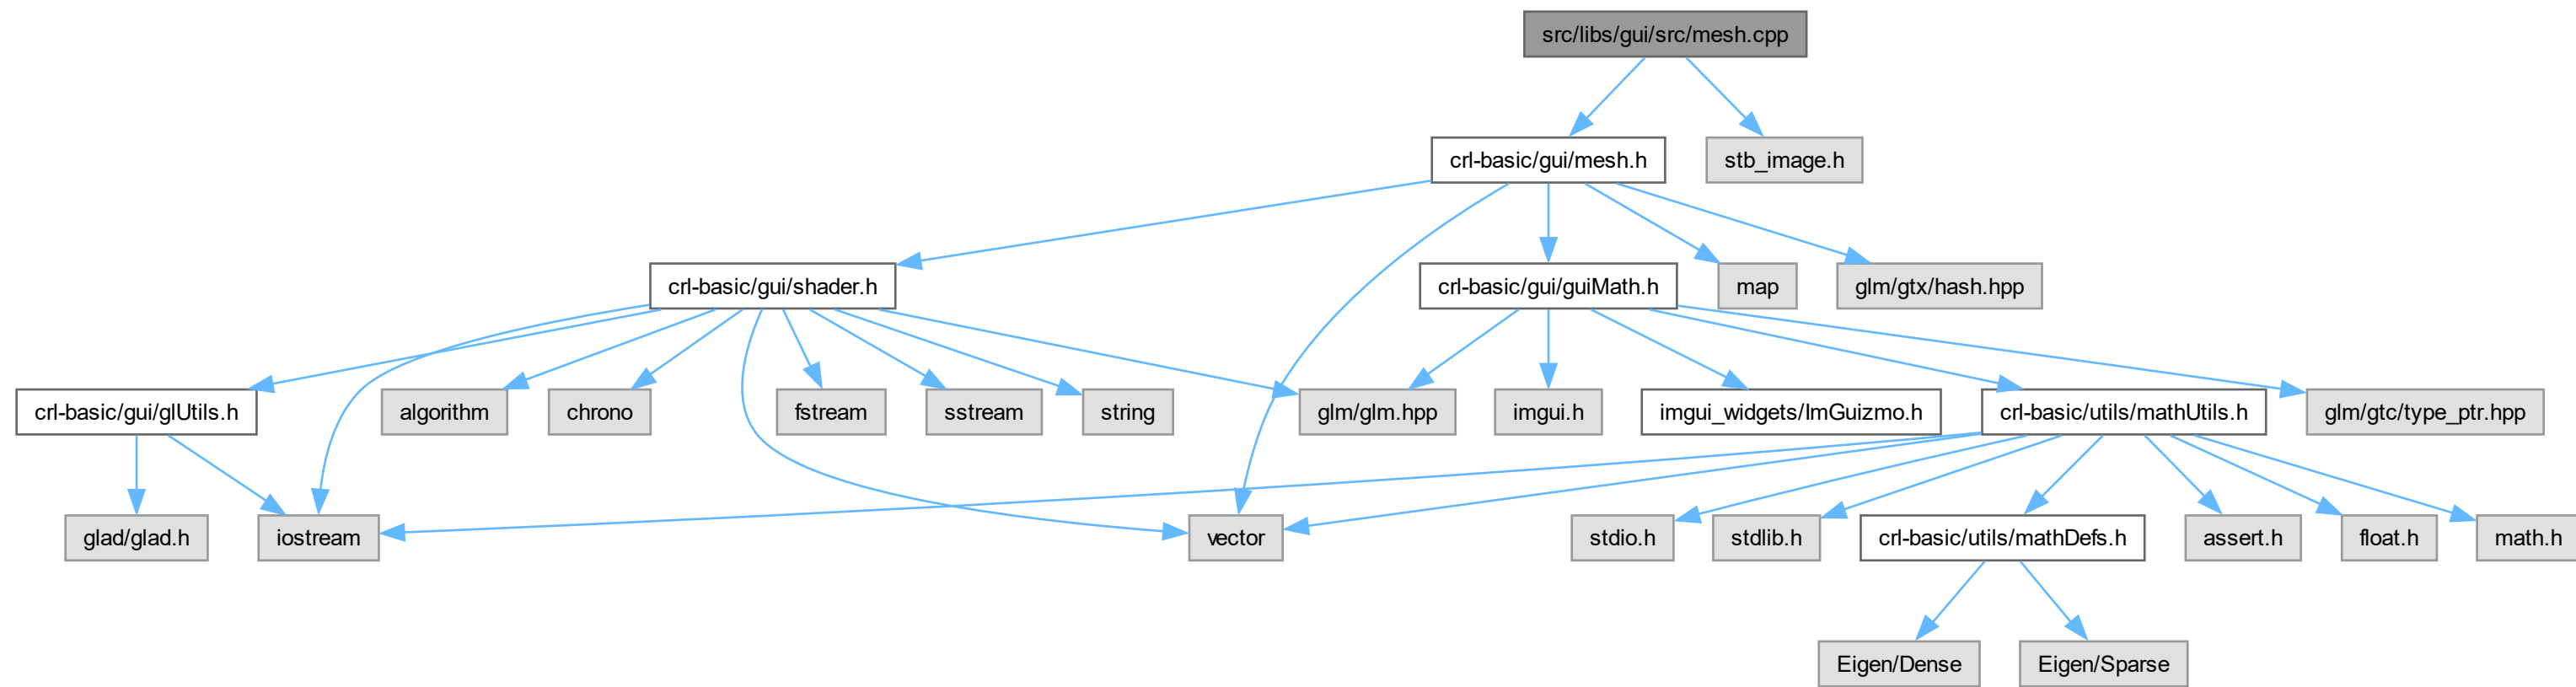 src/libs/gui/src/mesh.cpp
crl-basic/gui/mesh.h
stb_image.h
crl-basic/gui/shader.h
crl-basic/gui/guiMath.h
map
glm/gtx/hash.hpp
crl-basic/gui/glUtils.h
algorithm
chrono
fstream
sstream
string
glm/glm.hpp
imgui.h
imgui_widgets/ImGuizmo.h
crl-basic/utils/mathUtils.h
glm/gtc/type_ptr.hpp
glad/glad.h
iostream
vector
stdio.h
stdlib.h
crl-basic/utils/mathDefs.h
assert.h
float.h
math.h
Eigen/Dense
Eigen/Sparse